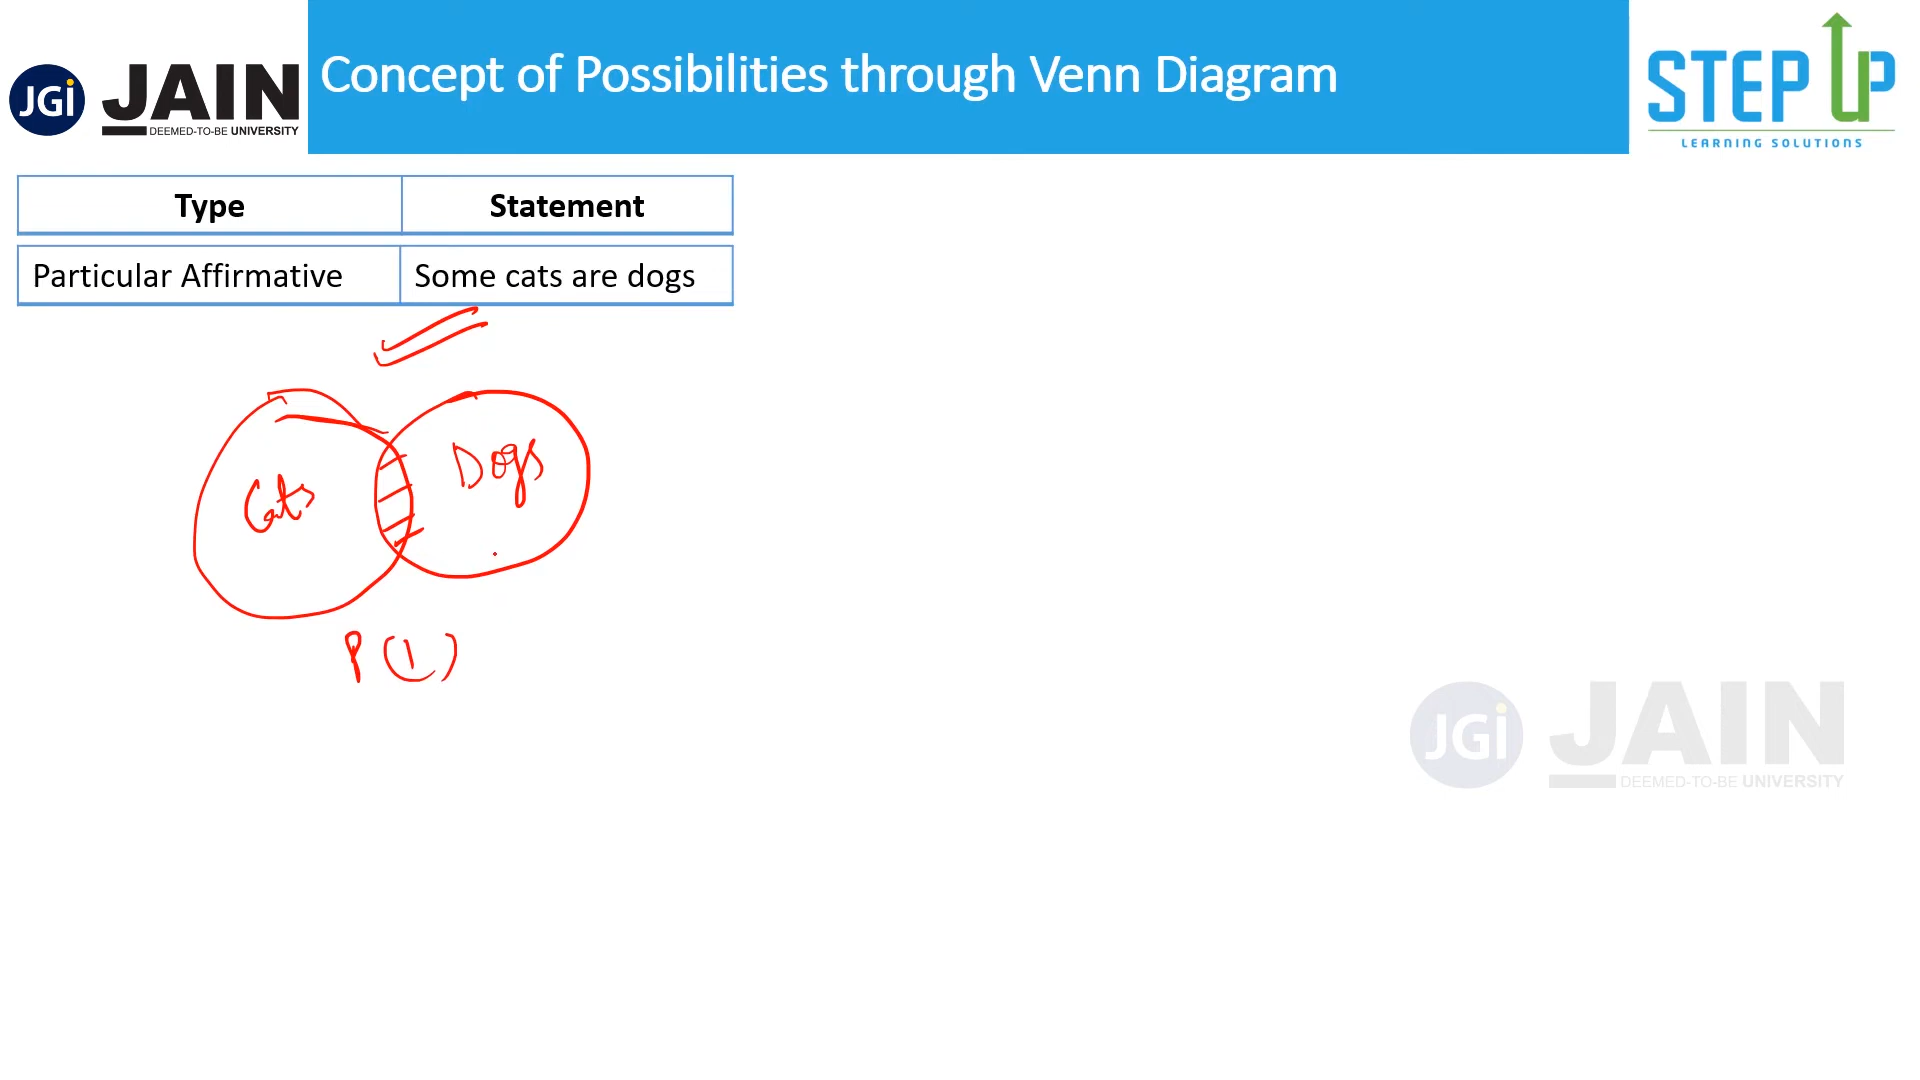 JGi JAIN
DEEMED-TO-BE UNIVERSITY
Concept of Possibilities through Venn Diagram
STEP UP
LEARNING SOLUTIONS
Type Statement
Particular Affirmative Some cats are dogs
Cats Dogs
P (1)
JGi JAIN
DEEMED-TO-BE UNIVERSITY